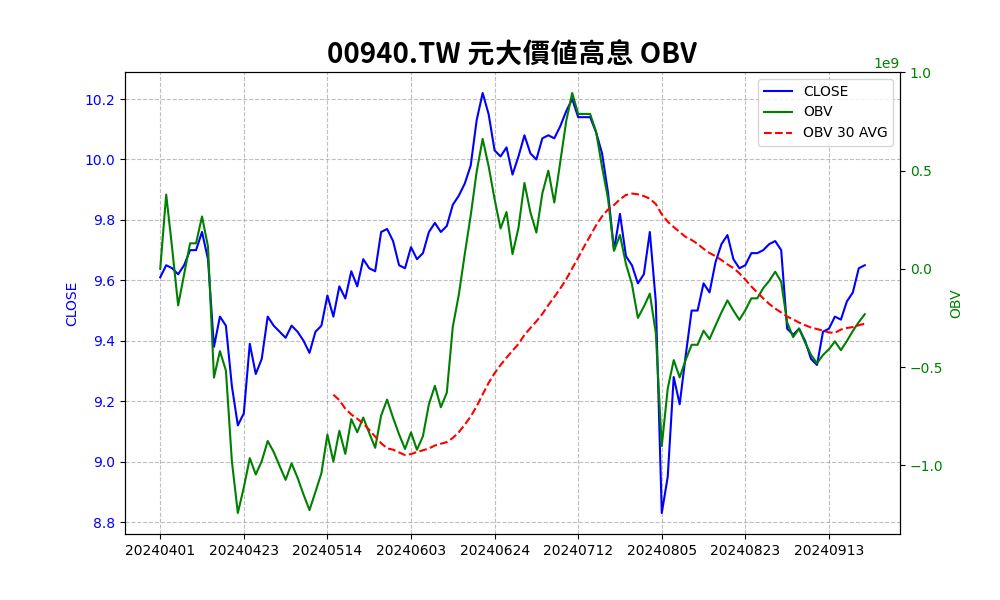 00940.TW 元大價值高息 OBV
1e9
CLOSE
OBV
OBV 30 AVG
10.2
10.0
9.8
9.6
9.4
9.2
9.0
8.8
CLOSE
1.0
0.5
0.0
−0.5
−1.0
OBV
20240401 20240423 20240514 20240603 20240624 20240712 20240805 20240823 20240913